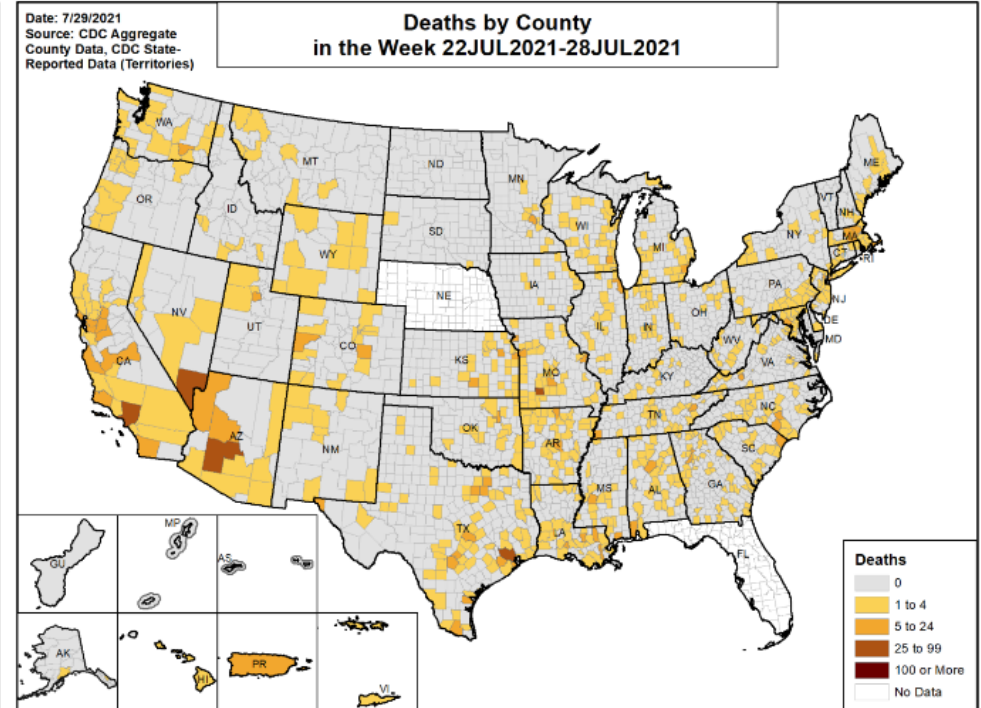 Date: 7/29/2021
Source: CDC Aggregate
County Data, CDC State-
Reported Data (Territories)
Deaths by County
in the Week 22JUL2021-28JUL2021
WA
MT
ND
MN
ME
OR
ID
WY
SD
WI
MI
VT
NH
NY
MA
C
RI
NV
UT
CO
NE
IA
IL
IN
OH
PA
NJ
DE
MD
CA
KS
MO
KY
WV
VA
AZ
NM
OK
AR
TN
NC
SC
TX
LA
MS
AL
GA
FL
GU
MP
AS
AK
HI
PR
VI
Deaths
0
1 to 4
5 to 24
25 to 99
100 or More
No Data